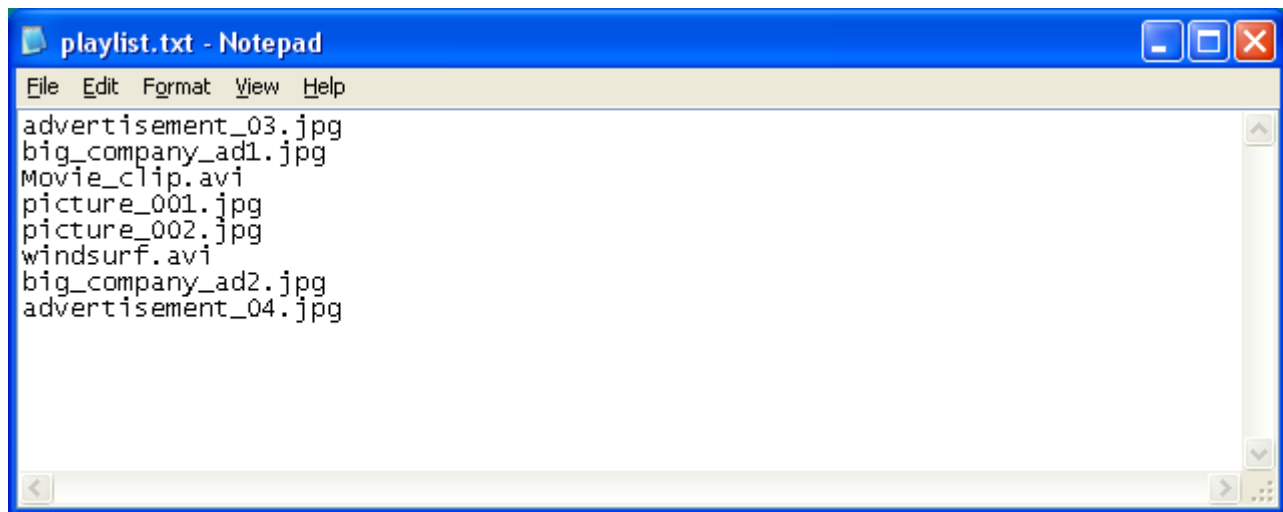 playlist.txt - Notepad
File Edit Format View Help
advertisement_03.jpg
big_company_ad1.jpg
Movie_clip.avi
picture_001.jpg
picture_002.jpg
windsurf.avi
big_company_ad2.jpg
advertisement_04.jpg